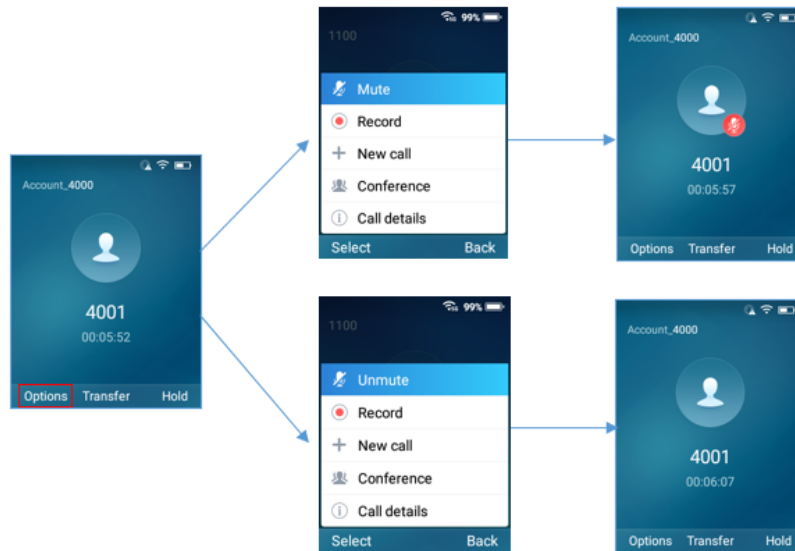 Account_4000
4001
00:05:52
Options Transfer Hold
5G 99%
1100
Mute
Record
New call
Conference
Call details
Select Back
Account_4000
4001
00:05:57
Options Transfer Hold
5G 99%
1100
Unmute
Record
New call
Conference
Call details
Select Back
Account_4000
4001
00:06:07
Options Transfer Hold